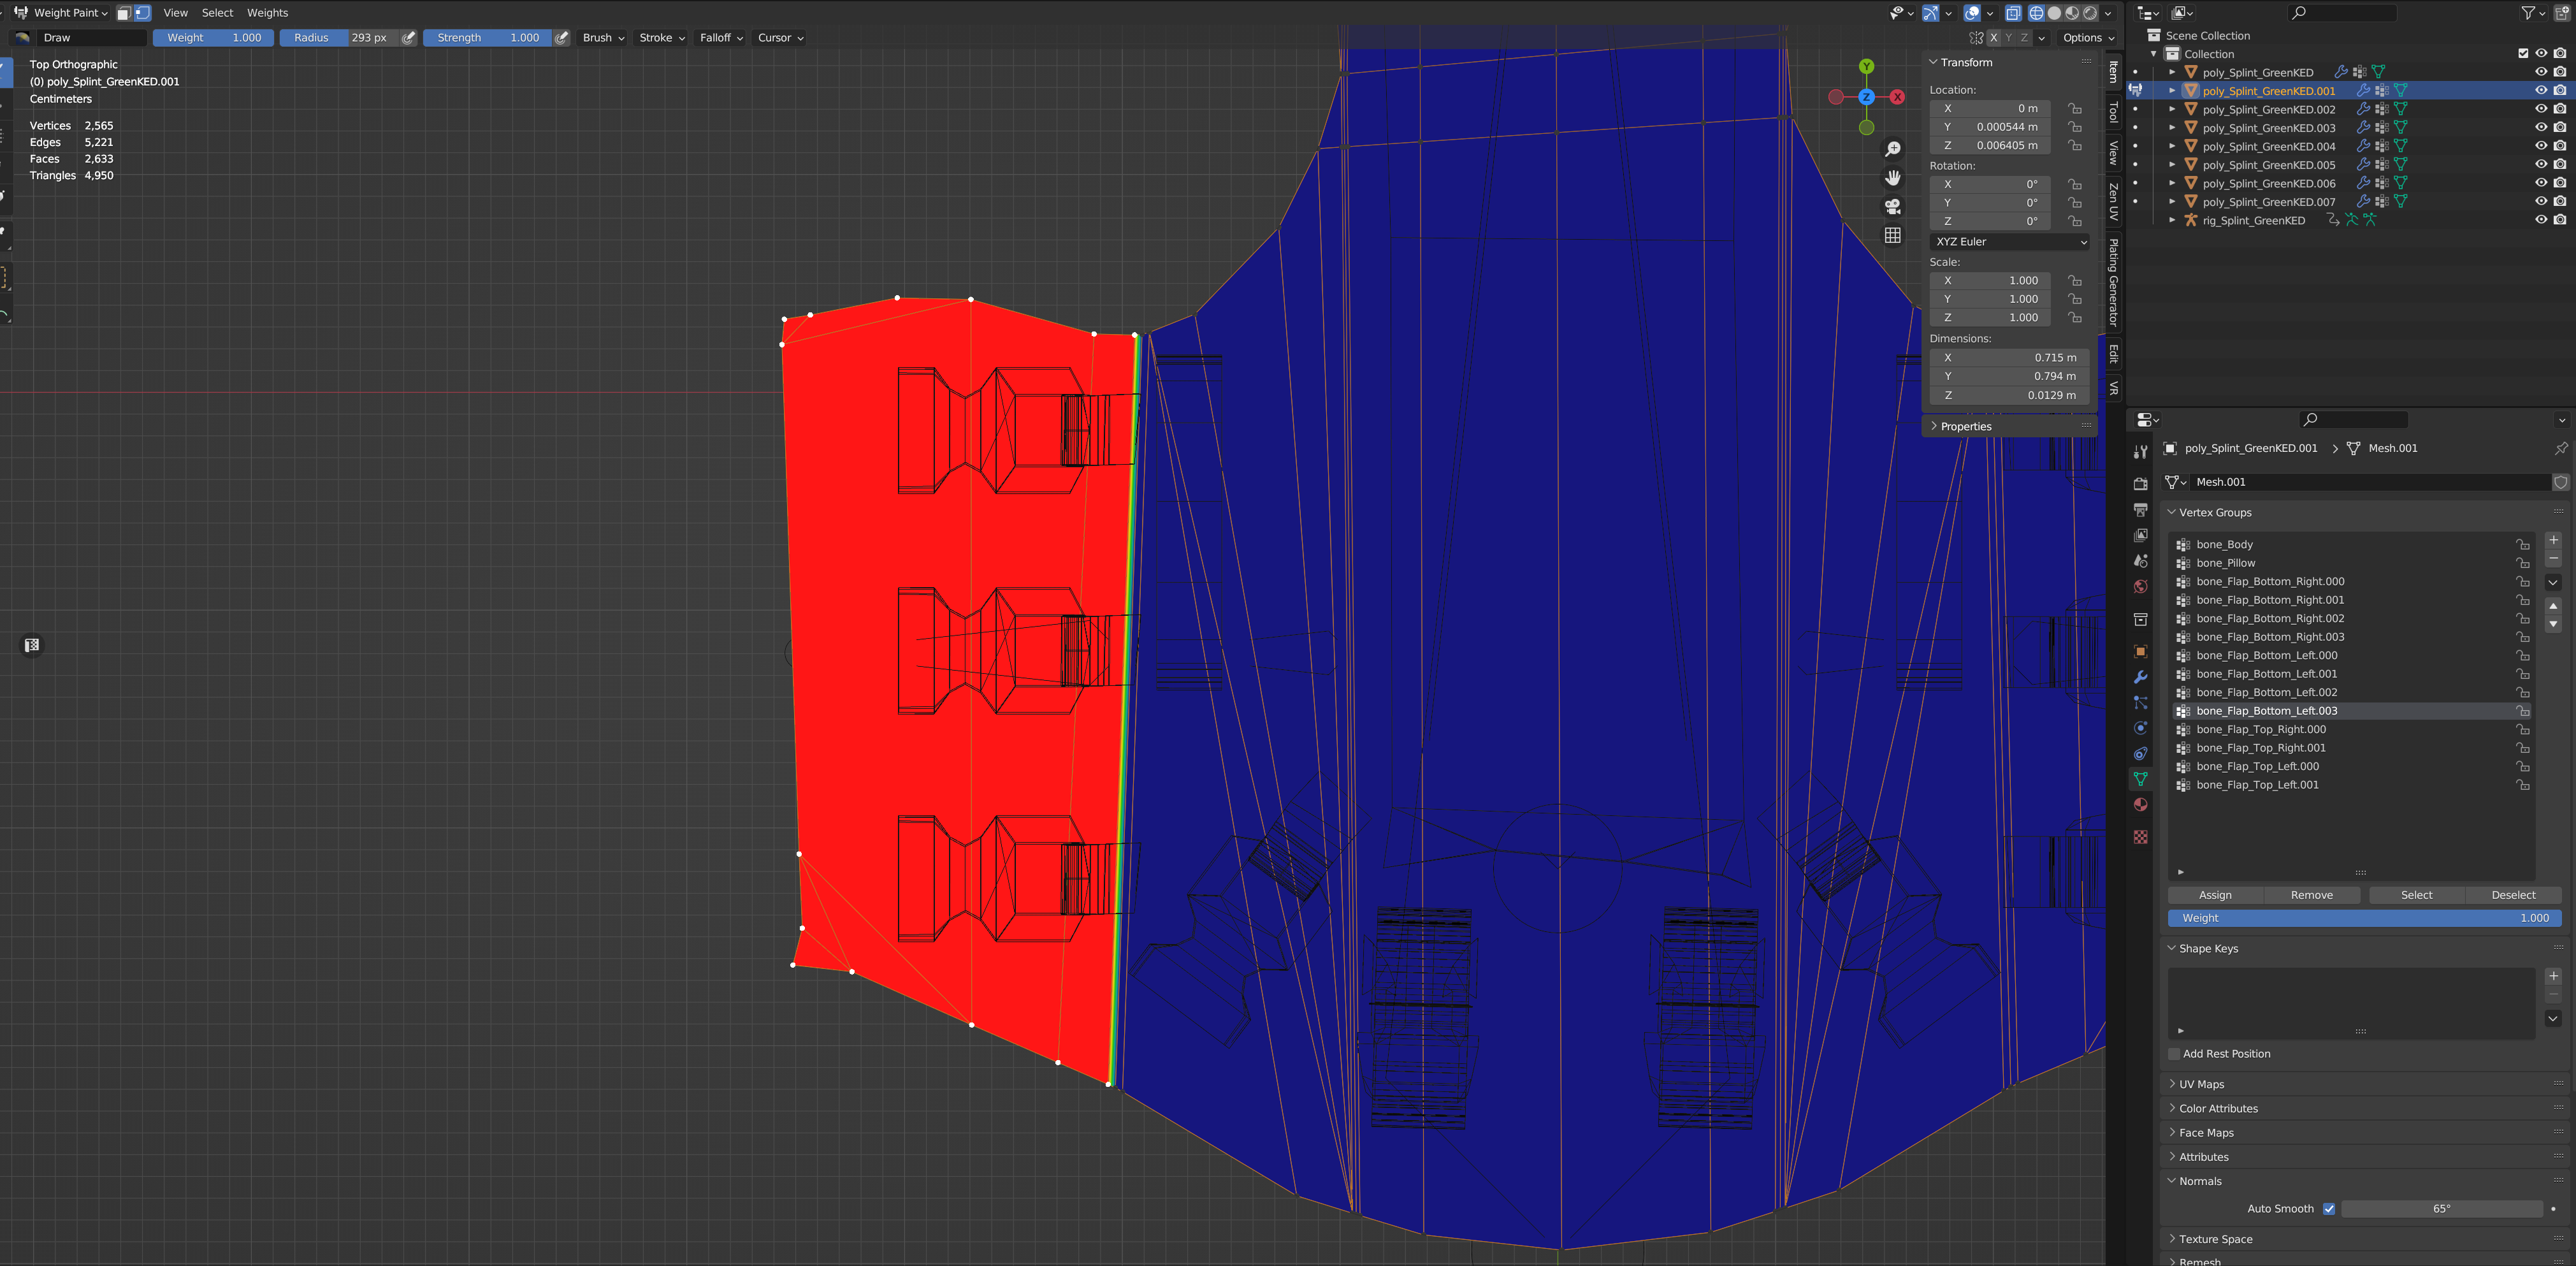 Weight Paint View Select Weights
Draw Weight 1.000 Radius 293 px Strength 1.000 Brush Stroke Falloff Cursor X Y Z Options
Top Orthographic
(0) poly_Splint_GreenKED.001
Centimeters
Vertices 2,565
Edges 5,221
Faces 2,633
Triangles 4,950
Y
Z
X
Transform
Location:
X 0 m
Y 0.000544 m
Z 0.006405 m
Rotation:
X 0°
Y 0°
Z 0°
XYZ Euler
Scale:
X 1.000
Y 1.000
Z 1.000
Dimensions:
X 0.715 m
Y 0.794 m
Z 0.0129 m
Properties
Item
Tool
View
Zen UV
Plating Generator
Edit
VR
Scene Collection
Collection
poly_Splint_GreenKED
poly_Splint_GreenKED.001
poly_Splint_GreenKED.002
poly_Splint_GreenKED.003
poly_Splint_GreenKED.004
poly_Splint_GreenKED.005
poly_Splint_GreenKED.006
poly_Splint_GreenKED.007
rig_Splint_GreenKED
poly_Splint_GreenKED.001 > Mesh.001
Mesh.001
Vertex Groups
bone_Body
bone_Pillow
bone_Flap_Bottom_Right.000
bone_Flap_Bottom_Right.001
bone_Flap_Bottom_Right.002
bone_Flap_Bottom_Right.003
bone_Flap_Bottom_Left.000
bone_Flap_Bottom_Left.001
bone_Flap_Bottom_Left.002
bone_Flap_Bottom_Left.003
bone_Flap_Top_Right.000
bone_Flap_Top_Right.001
bone_Flap_Top_Left.000
bone_Flap_Top_Left.001
Assign Remove Select Deselect
Weight 1.000
Shape Keys
Add Rest Position
UV Maps
Color Attributes
Face Maps
Attributes
Normals
Auto Smooth 65°
Texture Space
Remesh